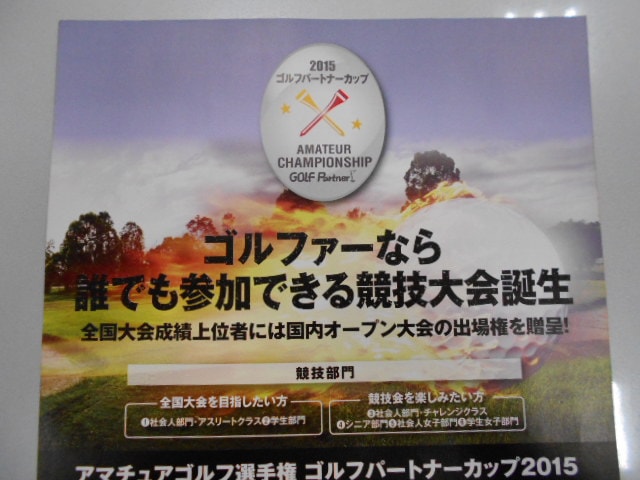 2015
ゴルフパートナーカップ
AMATEUR
CHAMPIONSHIP
GOLF Partner
ゴルファーなら
誰でも参加できる競技大会誕生
全国大会成績上位者には国内オープン大会の出場権を贈呈!
競技部門
全国大会を目指したい方
❶社会人部門・アスリートクラス❷学生部門
競技会を楽しみたい方
❸社会人部門・チャレンジクラス
❹シニア部門❺社会人女子部門❻学生女子部門
アマチュアゴルフ選手権 ゴルフパートナーカップ2015